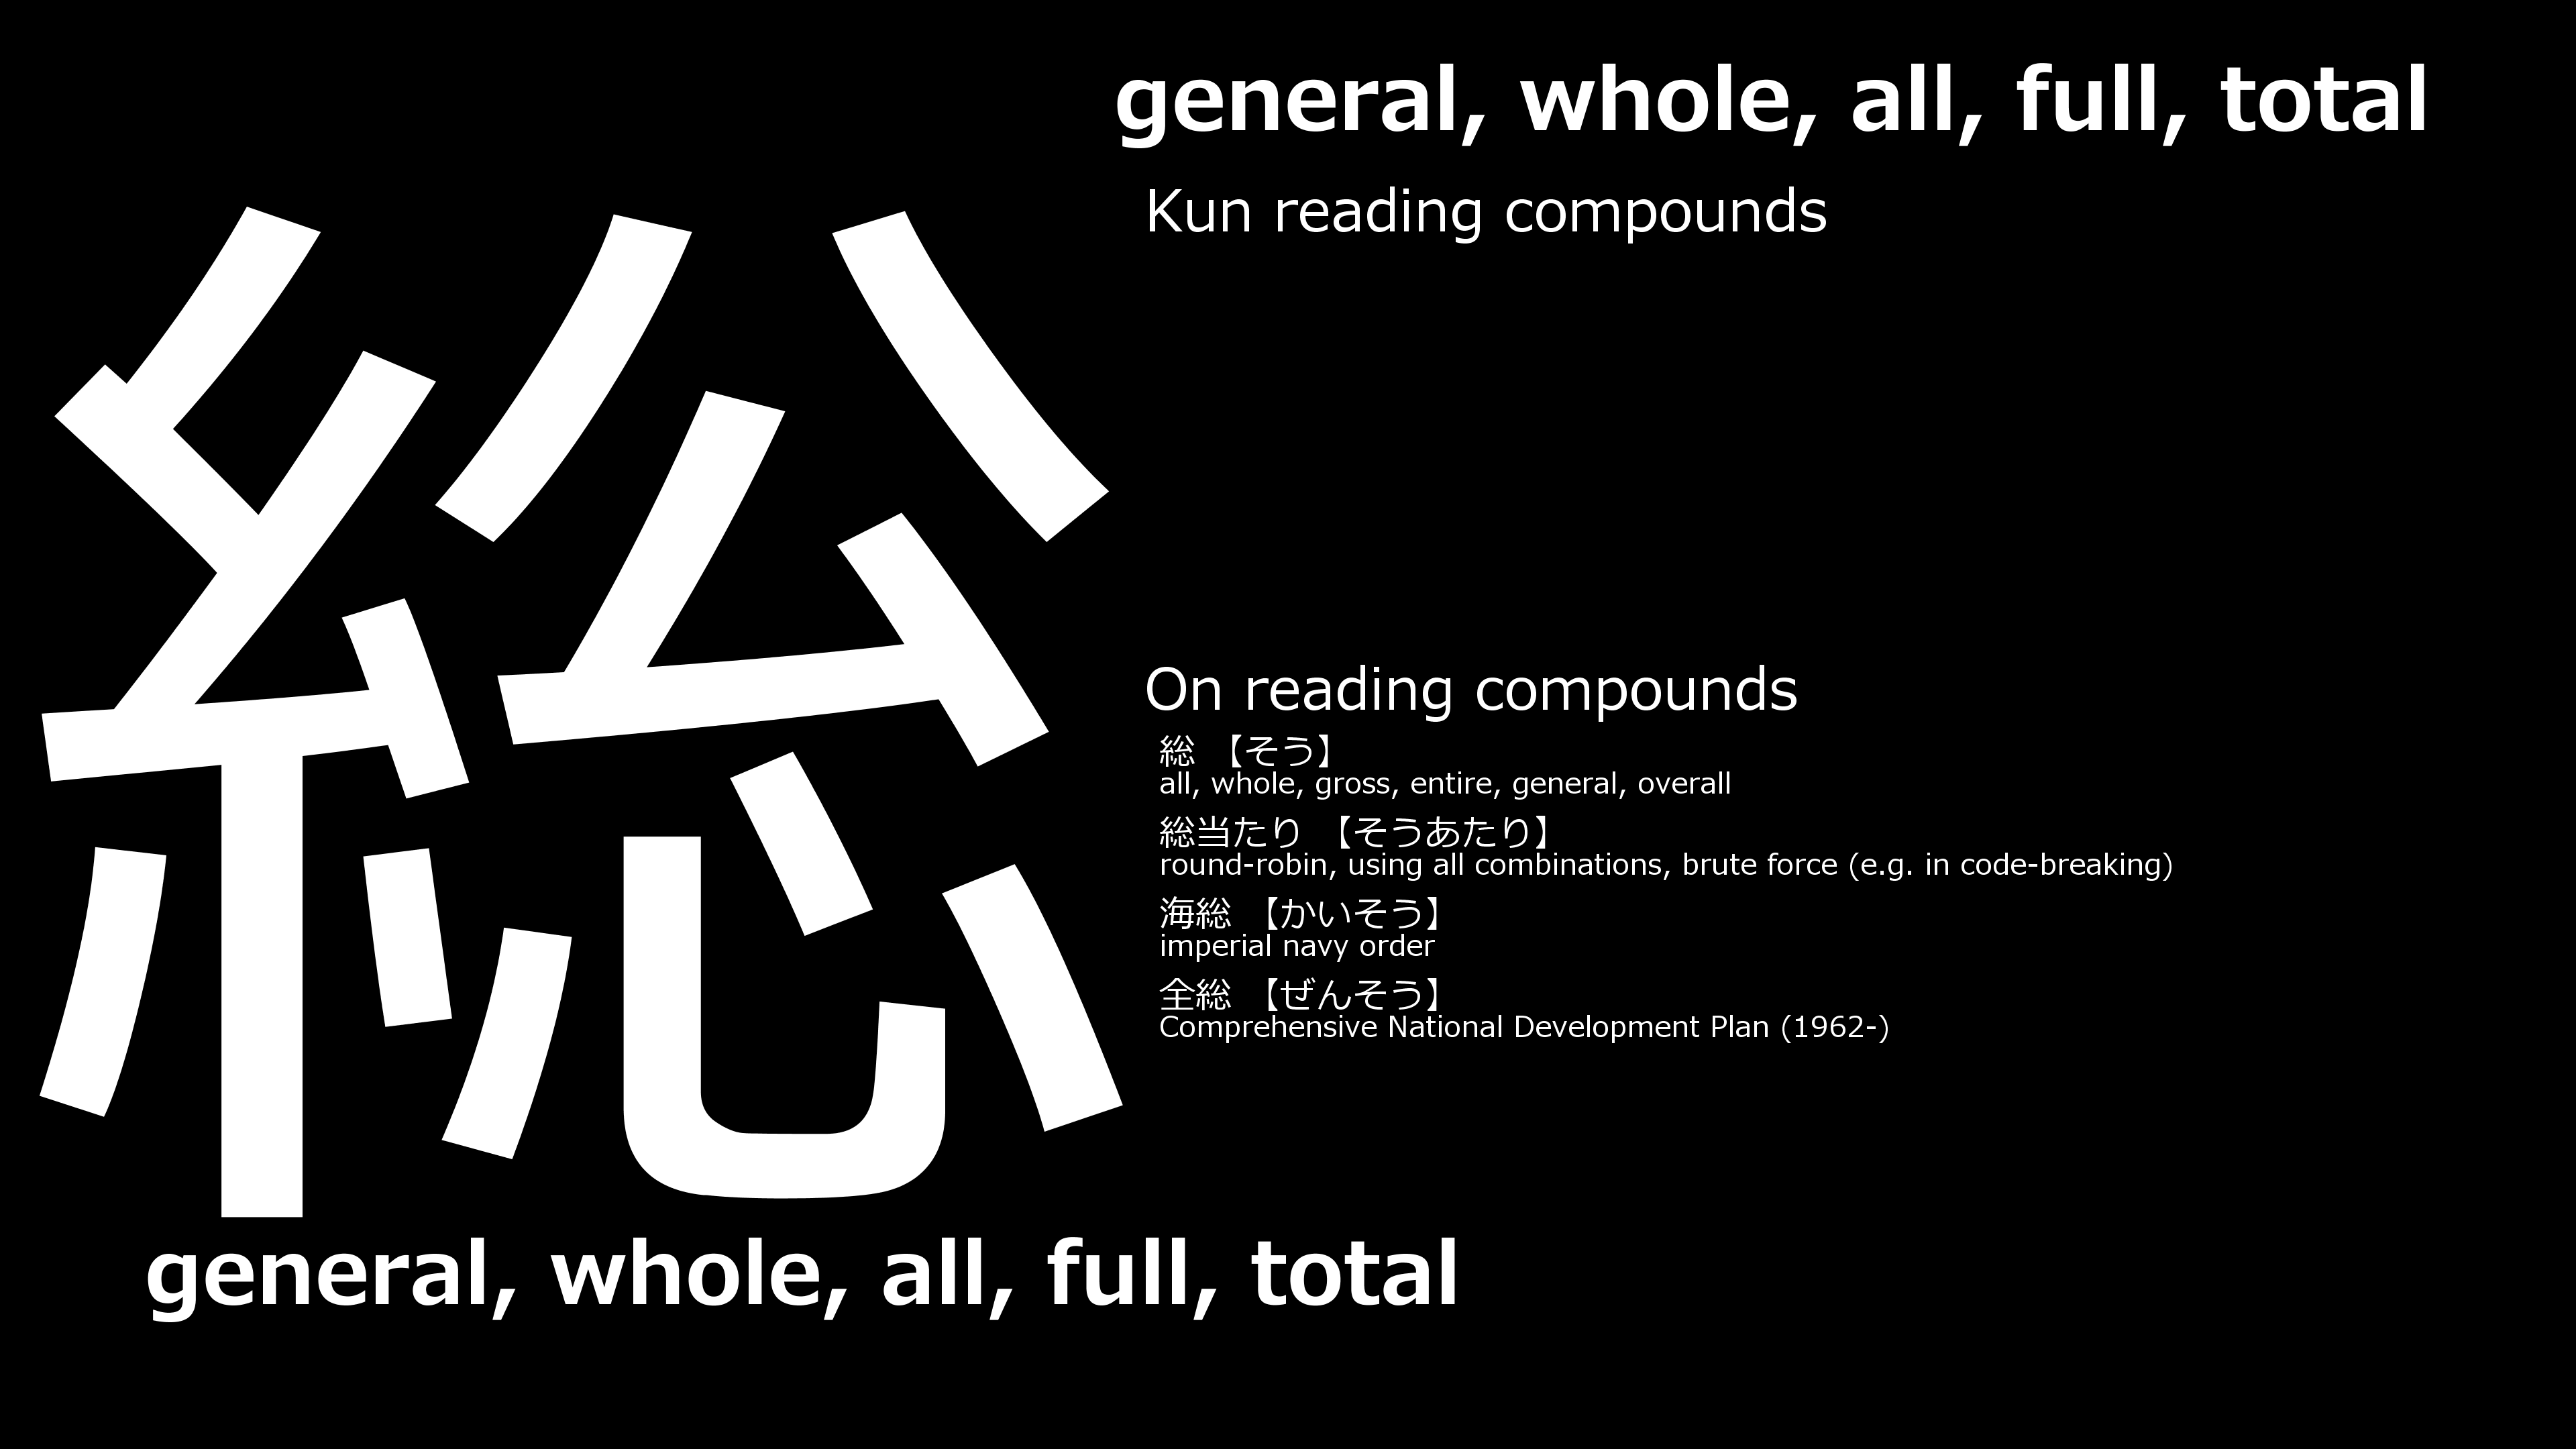 総
general, whole, all, full, total
general, whole, all, full, total
Kun reading compounds
On reading compounds
総 【そう】
all, whole, gross, entire, general, overall
総当たり 【そうあたり】
round-robin, using all combinations, brute force (e.g. in code-breaking)
海総 【かいそう】
imperial navy order
全総 【ぜんそう】
Comprehensive National Development Plan (1962-)